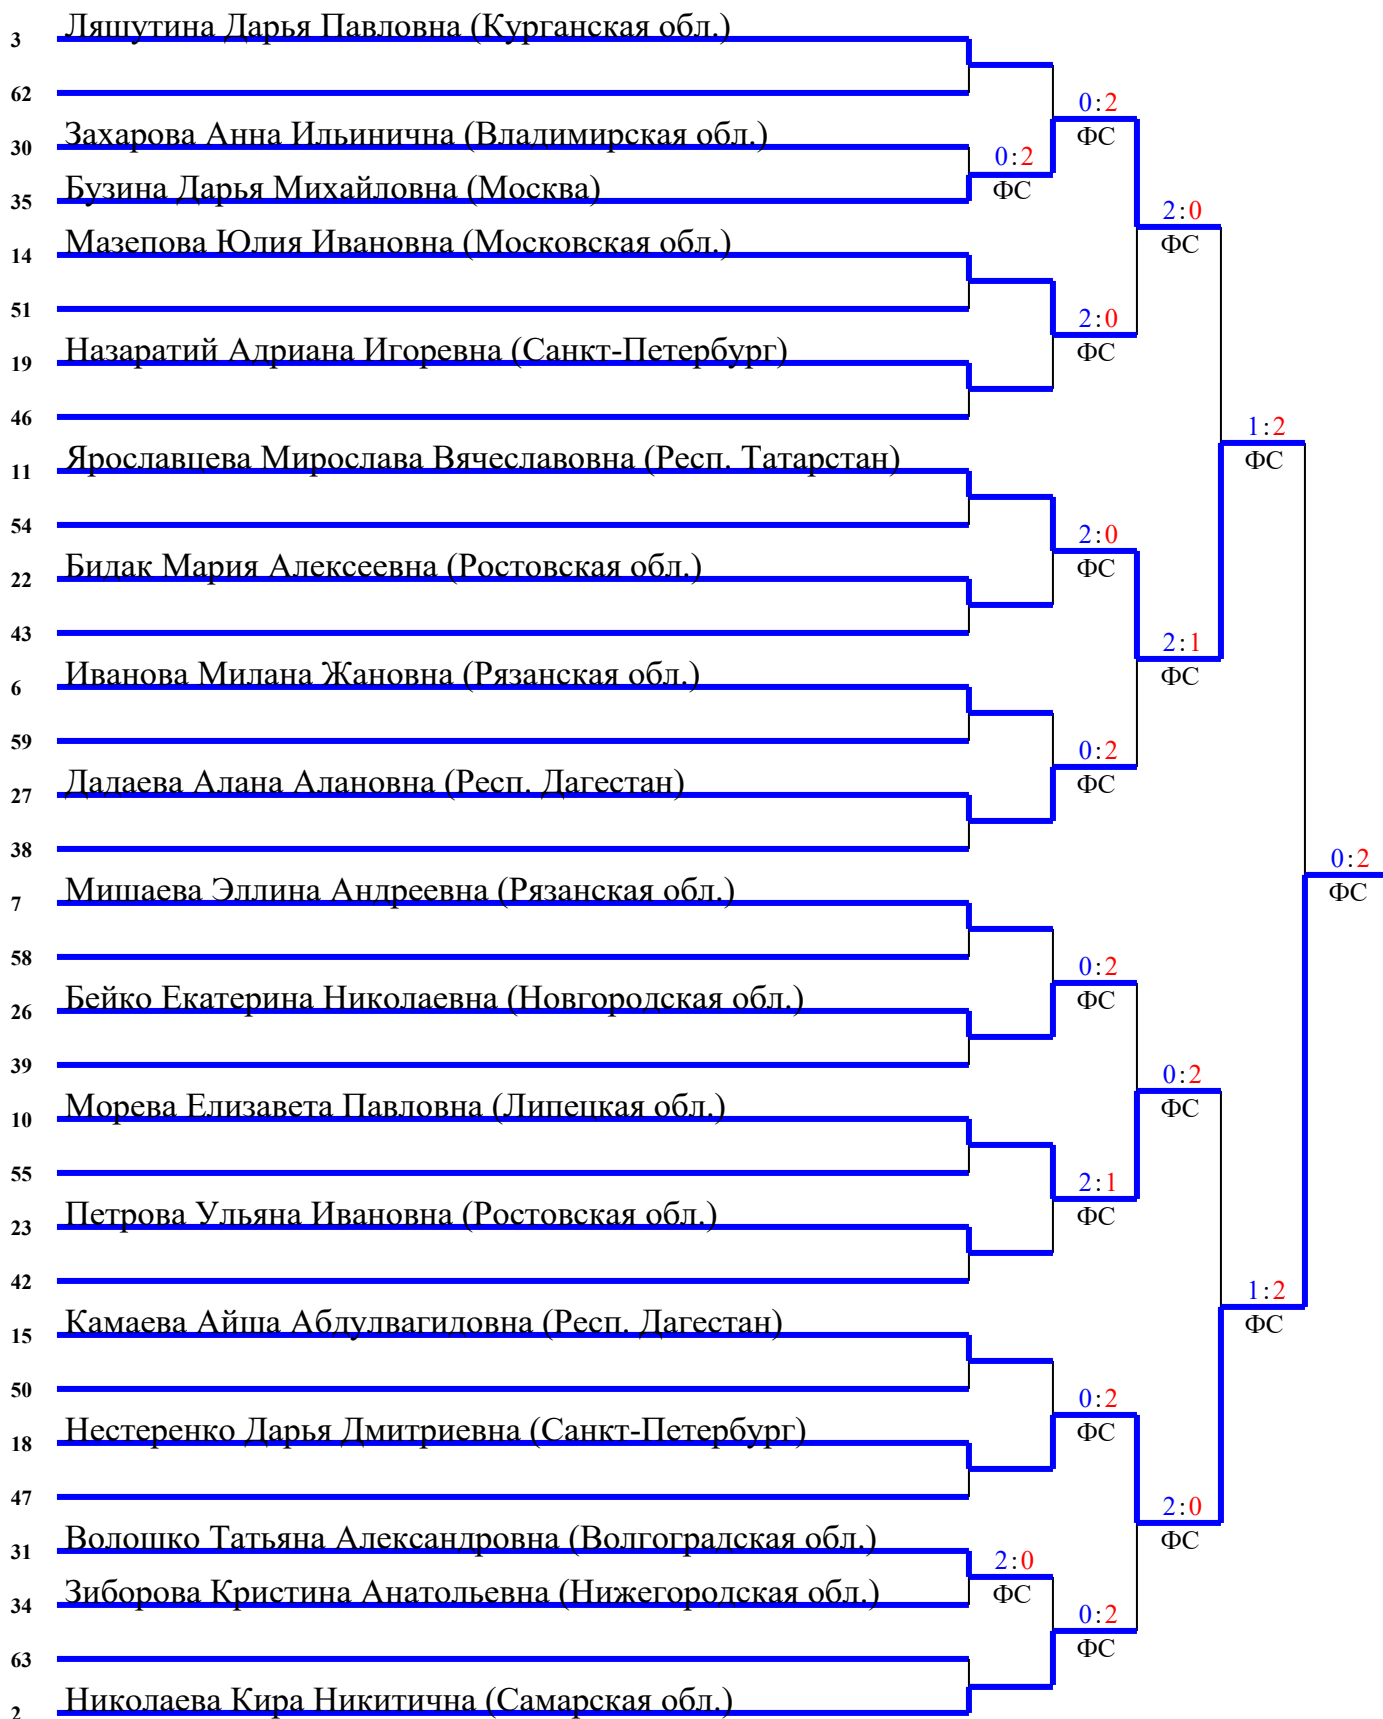 3 Ляшутина Дарья Павловна (Курганская обл.)
62
0:2
ФС
30 Захарова Анна Ильинична (Владимирская обл.)
0:2
ФС
35 Бузина Дарья Михайловна (Москва)
2:0
ФС
14 Мазепова Юлия Ивановна (Московская обл.)
51
2:0
ФС
19 Назаратий Адриана Игоревна (Санкт-Петербург)
46
1:2
ФС
11 Ярославцева Мирослава Вячеславовна (Респ. Татарстан)
54
2:0
ФС
22 Бидак Мария Алексеевна (Ростовская обл.)
43
2:1
ФС
6 Иванова Милана Жановна (Рязанская обл.)
59
0:2
ФС
27 Дадаева Алана Алановна (Респ. Дагестан)
38
0:2
ФС
7 Мишаева Эллина Андреевна (Рязанская обл.)
58
0:2
ФС
26 Бейко Екатерина Николаевна (Новгородская обл.)
39
0:2
ФС
10 Морева Елизавета Павловна (Липецкая обл.)
55
2:1
ФС
23 Петрова Ульяна Ивановна (Ростовская обл.)
42
1:2
ФС
15 Камаева Айша Абдулвагидовна (Респ. Дагестан)
50
0:2
ФС
18 Нестеренко Дарья Дмитриевна (Санкт-Петербург)
47
2:0
ФС
31 Волошко Татьяна Александровна (Волгоградская обл.)
2:0
ФС
34 Зиборова Кристина Анатольевна (Нижегородская обл.)
0:2
ФС
63
2 Николаева Кира Никитична (Самарская обл.)